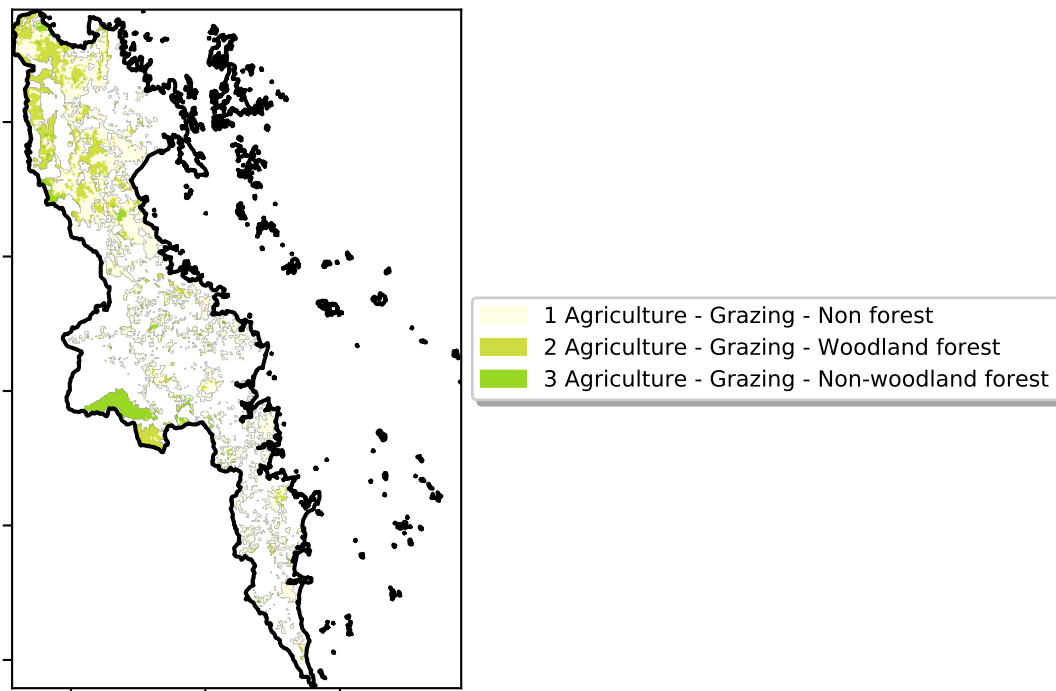 1 Agriculture - Grazing - Non forest
2 Agriculture - Grazing - Woodland forest
3 Agriculture - Grazing - Non-woodland forest